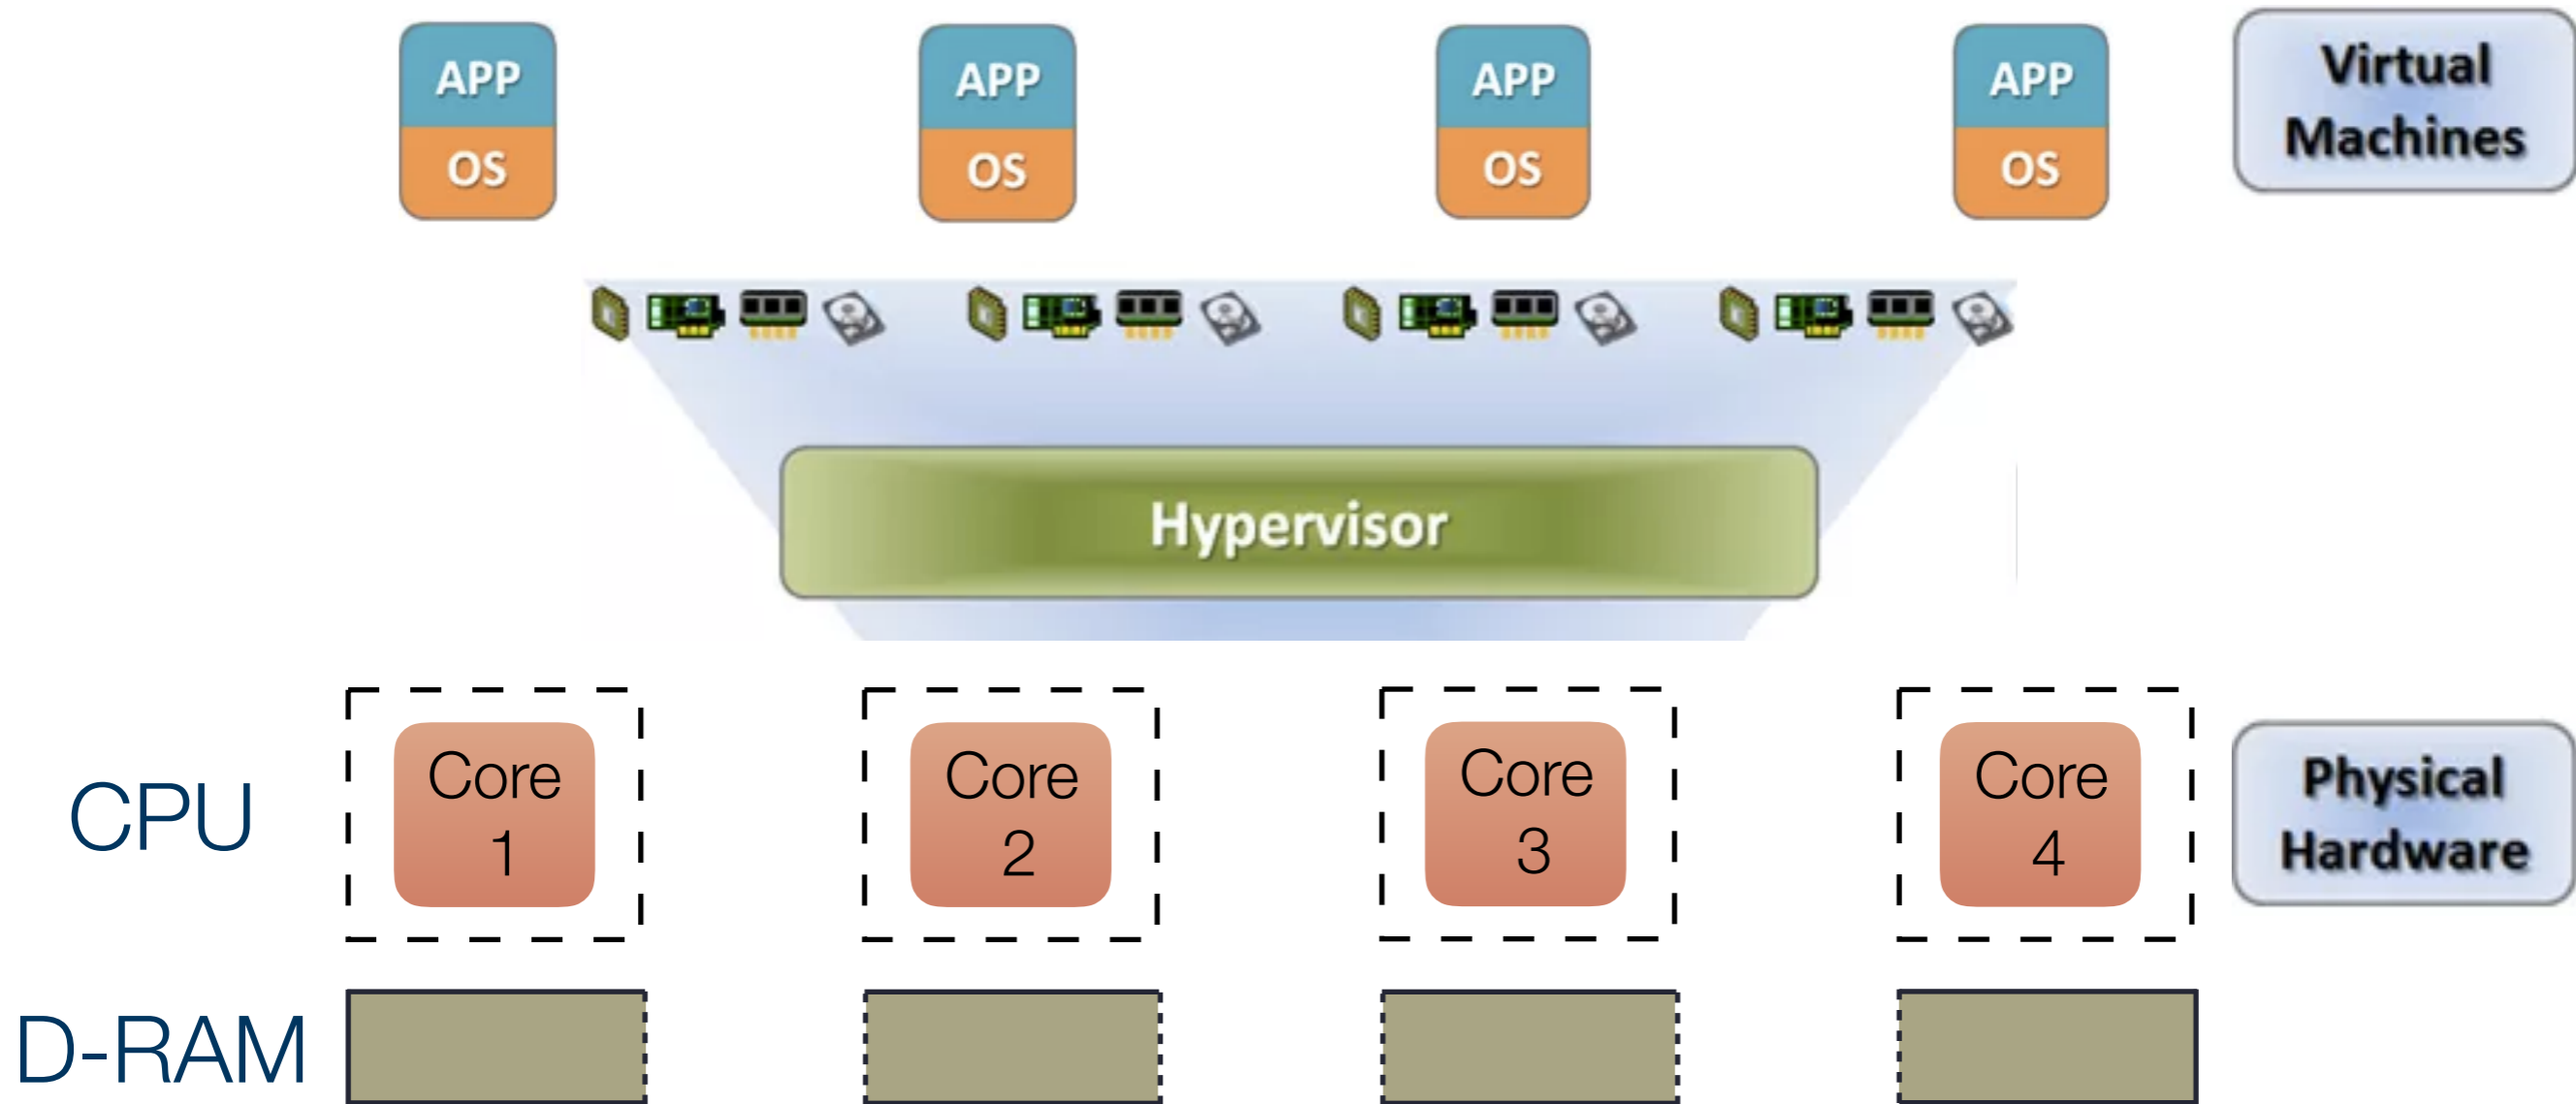 APP
OS
APP
OS
APP
OS
APP
OS
Virtual
Machines
Hypervisor
CPU
Core
1
Core
2
Core
3
Core
4
Physical
Hardware
D-RAM